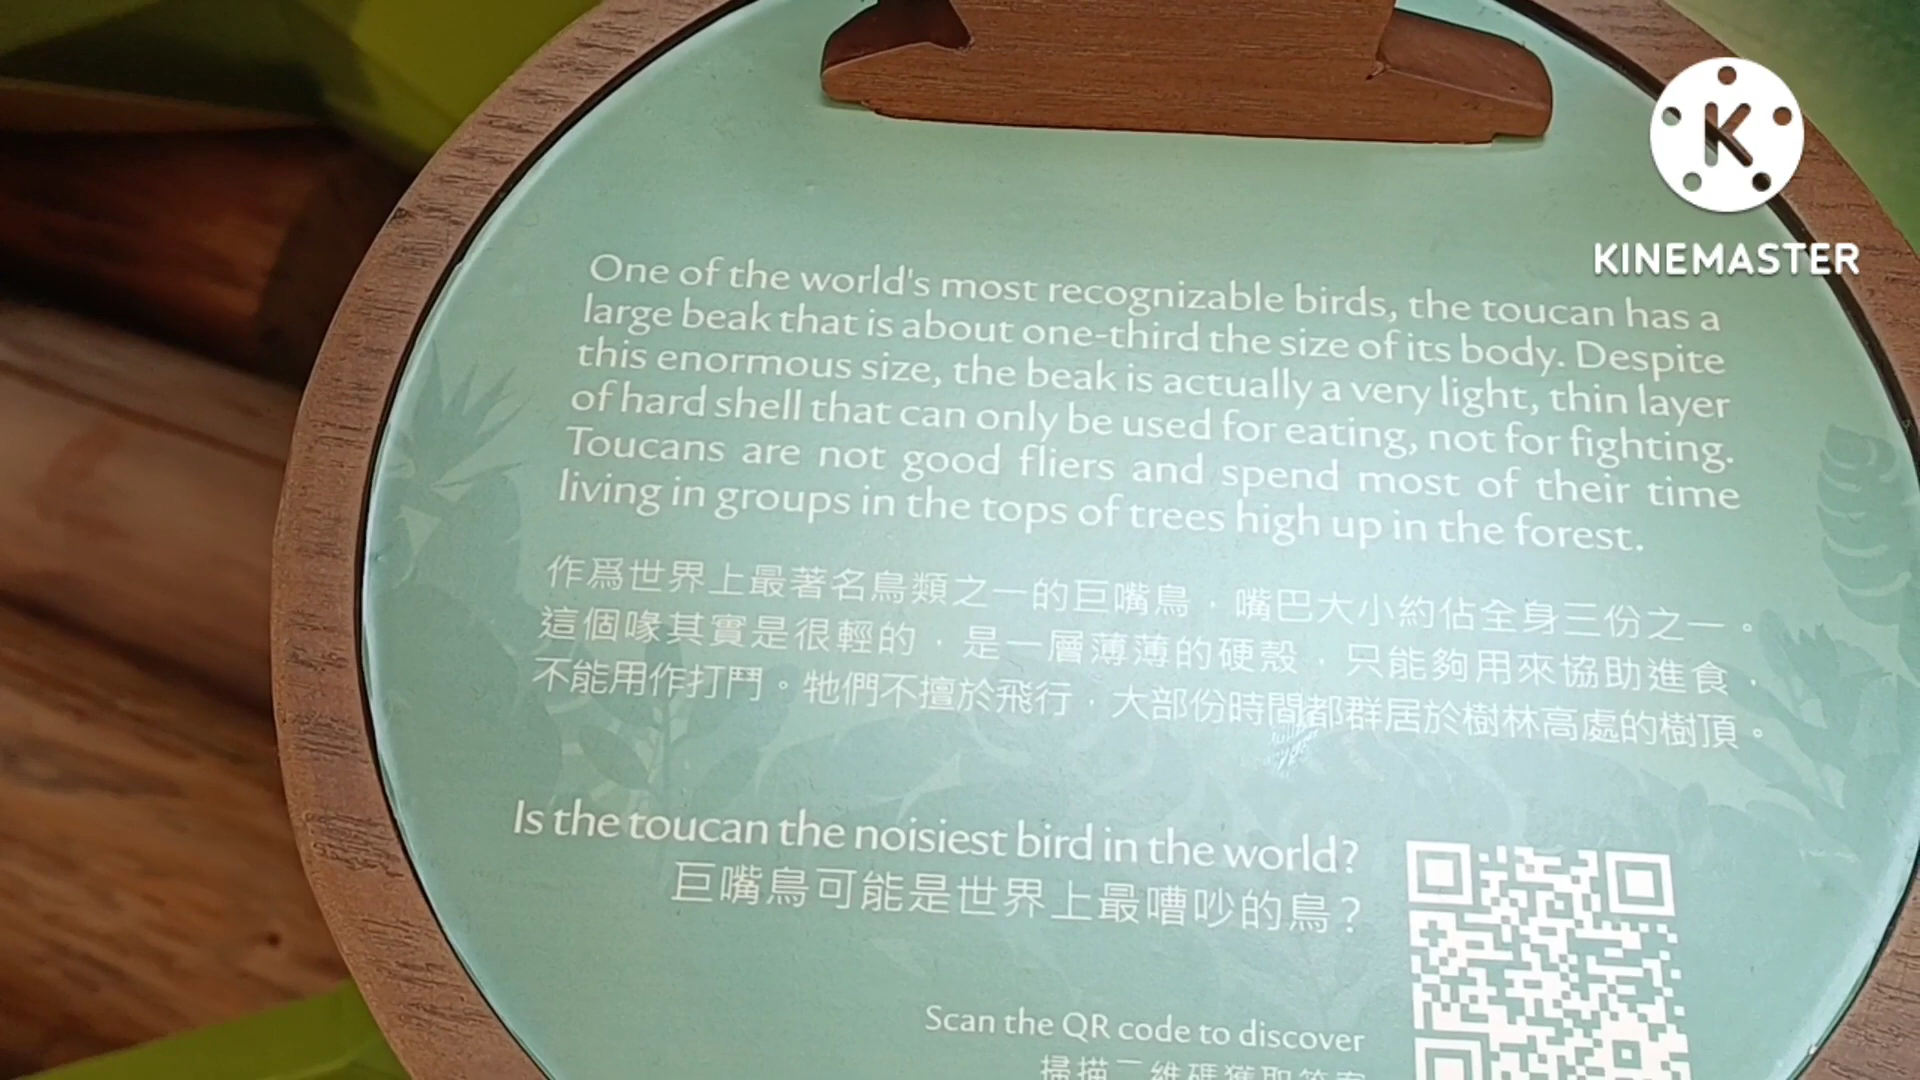 K
KINEMASTER
One of the world's most recognizable birds, the toucan has a
large beak that is about one-third the size of its body. Despite
this enormous size, the beak is actually a very light, thin layer
of hard shell that can only be used for eating, not for fighting.
Toucans are not good fliers and spend most of their time
living in groups in the tops of trees high up in the forest.
作爲世界上最著名鳥類之一的巨嘴鳥，嘴巴大小約佔全身三份之一。
這個喙其實是很輕的，是一層薄薄的硬殼，只能夠用來協助進食，
不能用作打鬥。牠們不擅於飛行，大部份時間都群居於樹林高處的樹頂。
Is the toucan the noisiest bird in the world?
巨嘴鳥可能是世界上最嘈吵的鳥？
Scan the QR code to discover
掃描二維碼獲取答案